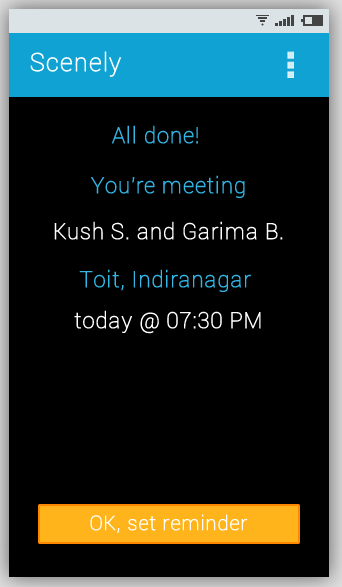 Scenely
All done!
You're meeting
Kush S. and Garima B.
Toit, Indiranagar
today @ 07:30 PM
OK, set reminder